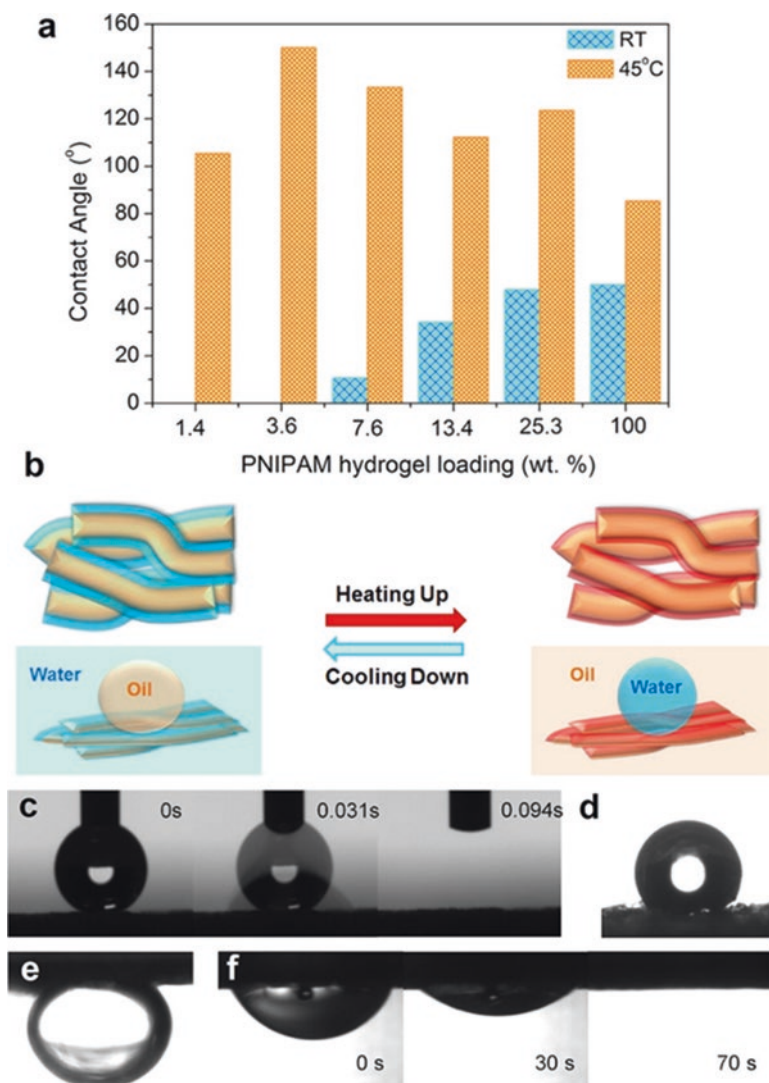 a
RT
45°C
160
140
120
100
80
60
40
20
0
Contact Angle (°)
1.4 3.6 7.6 13.4 25.3 100
PNIPAM hydrogel loading (wt. %)
b
Heating Up
Cooling Down
Water
Oil
Oil
Water
c 0s 0.031s 0.094s d
e f
0 s 30 s 70 s